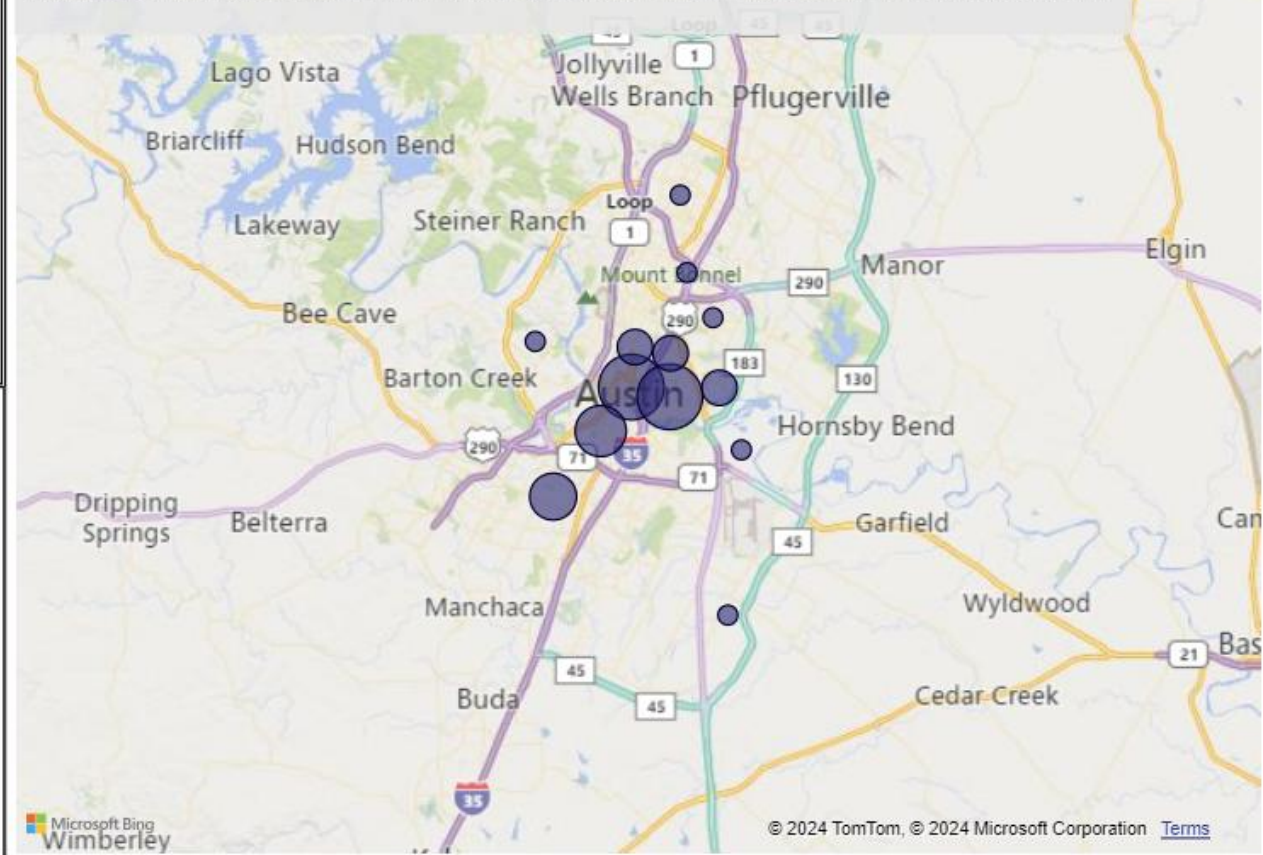 45
Loop
45
45
Jollyville
1
Wells Branch
Pflugerville
Lago Vista
Briarcliff
Hudson Bend
Lakeway
Steiner Ranch
Loop
1
Mount Bonnel
290
Manor
Elgin
Bee Cave
290
183
130
Barton Creek
Austin
Hornsby Bend
290
71
35
71
Dripping
Springs
Belterra
Garfield
Can
45
Manchaca
Wyldwood
45
21
Bas
Buda
45
Cedar Creek
35
Microsoft Bing
Wimberley
© 2024 TomTom, © 2024 Microsoft Corporation Terms